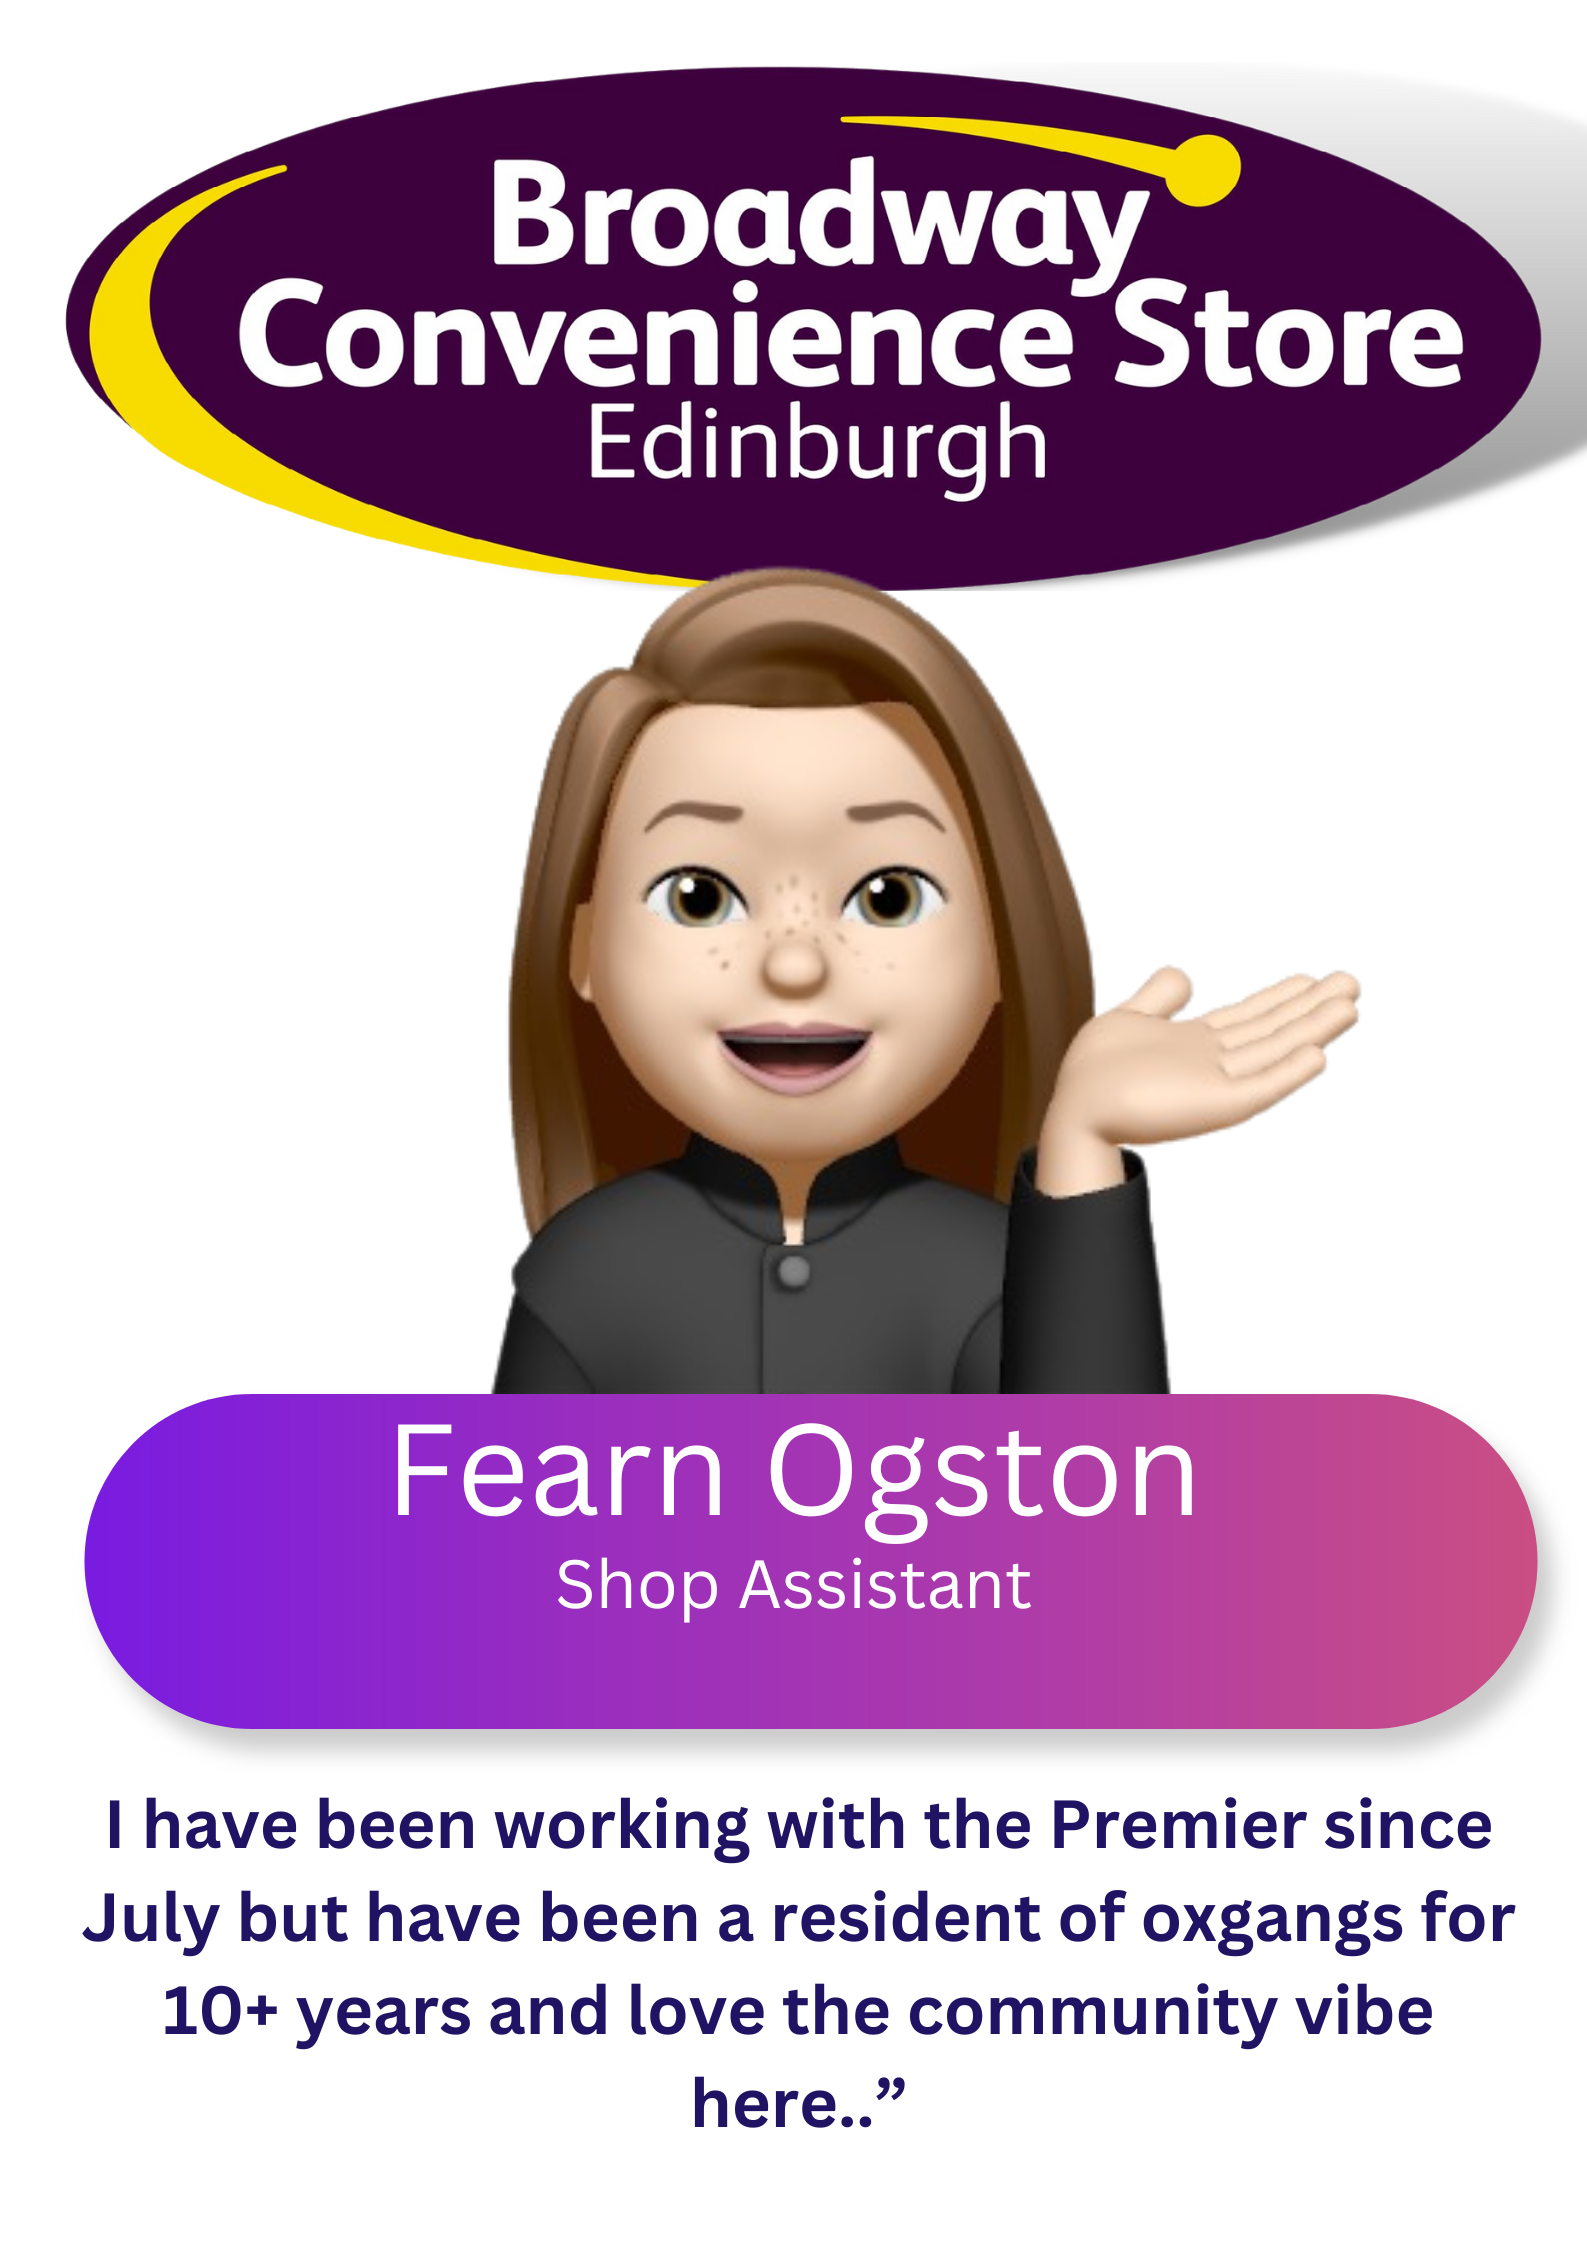 Broadway
Convenience Store
Edinburgh
Fearn Ogston
Shop Assistant
I have been working with the Premier since
July but have been a resident of oxgangs for
10+ years and love the community vibe
here..”